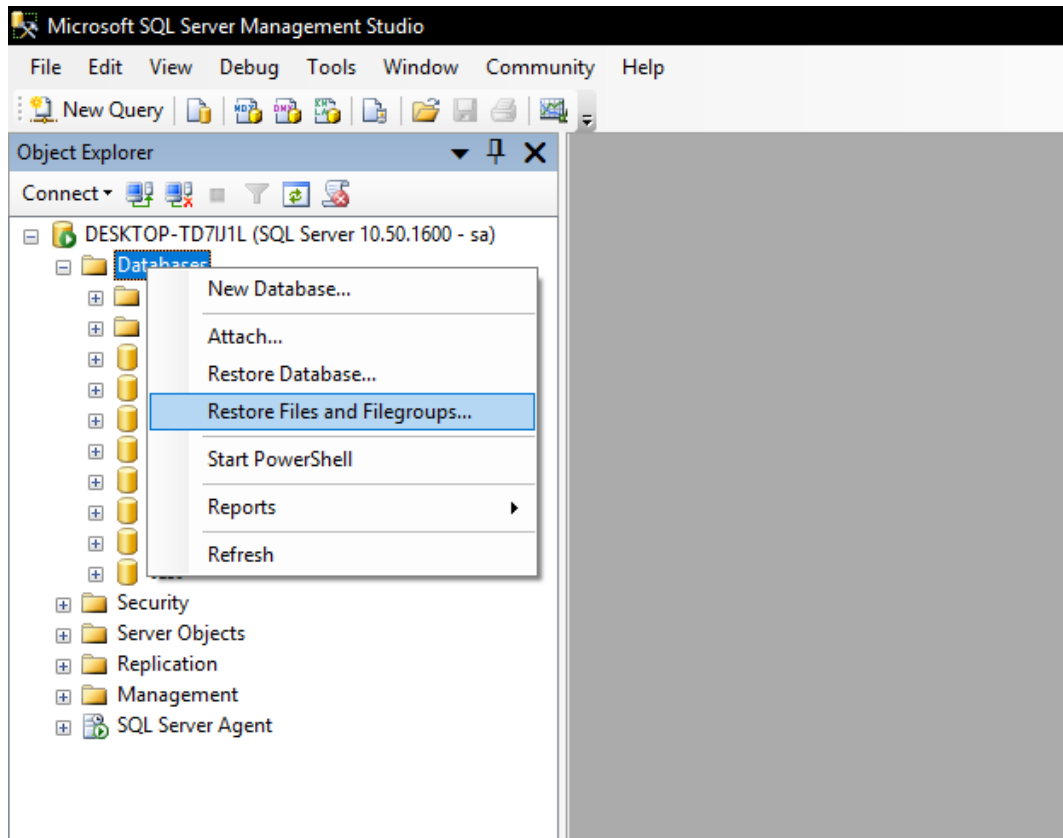 Microsoft SQL Server Management Studio
File Edit View Debug Tools Window Community Help
New Query
Object Explorer
Connect
DESKTOP-TD7IJ1L (SQL Server 10.50.1600 - sa)
Databases
New Database...
Attach...
Restore Database...
Restore Files and Filegroups...
Start PowerShell
Reports
Refresh
Security
Server Objects
Replication
Management
SQL Server Agent